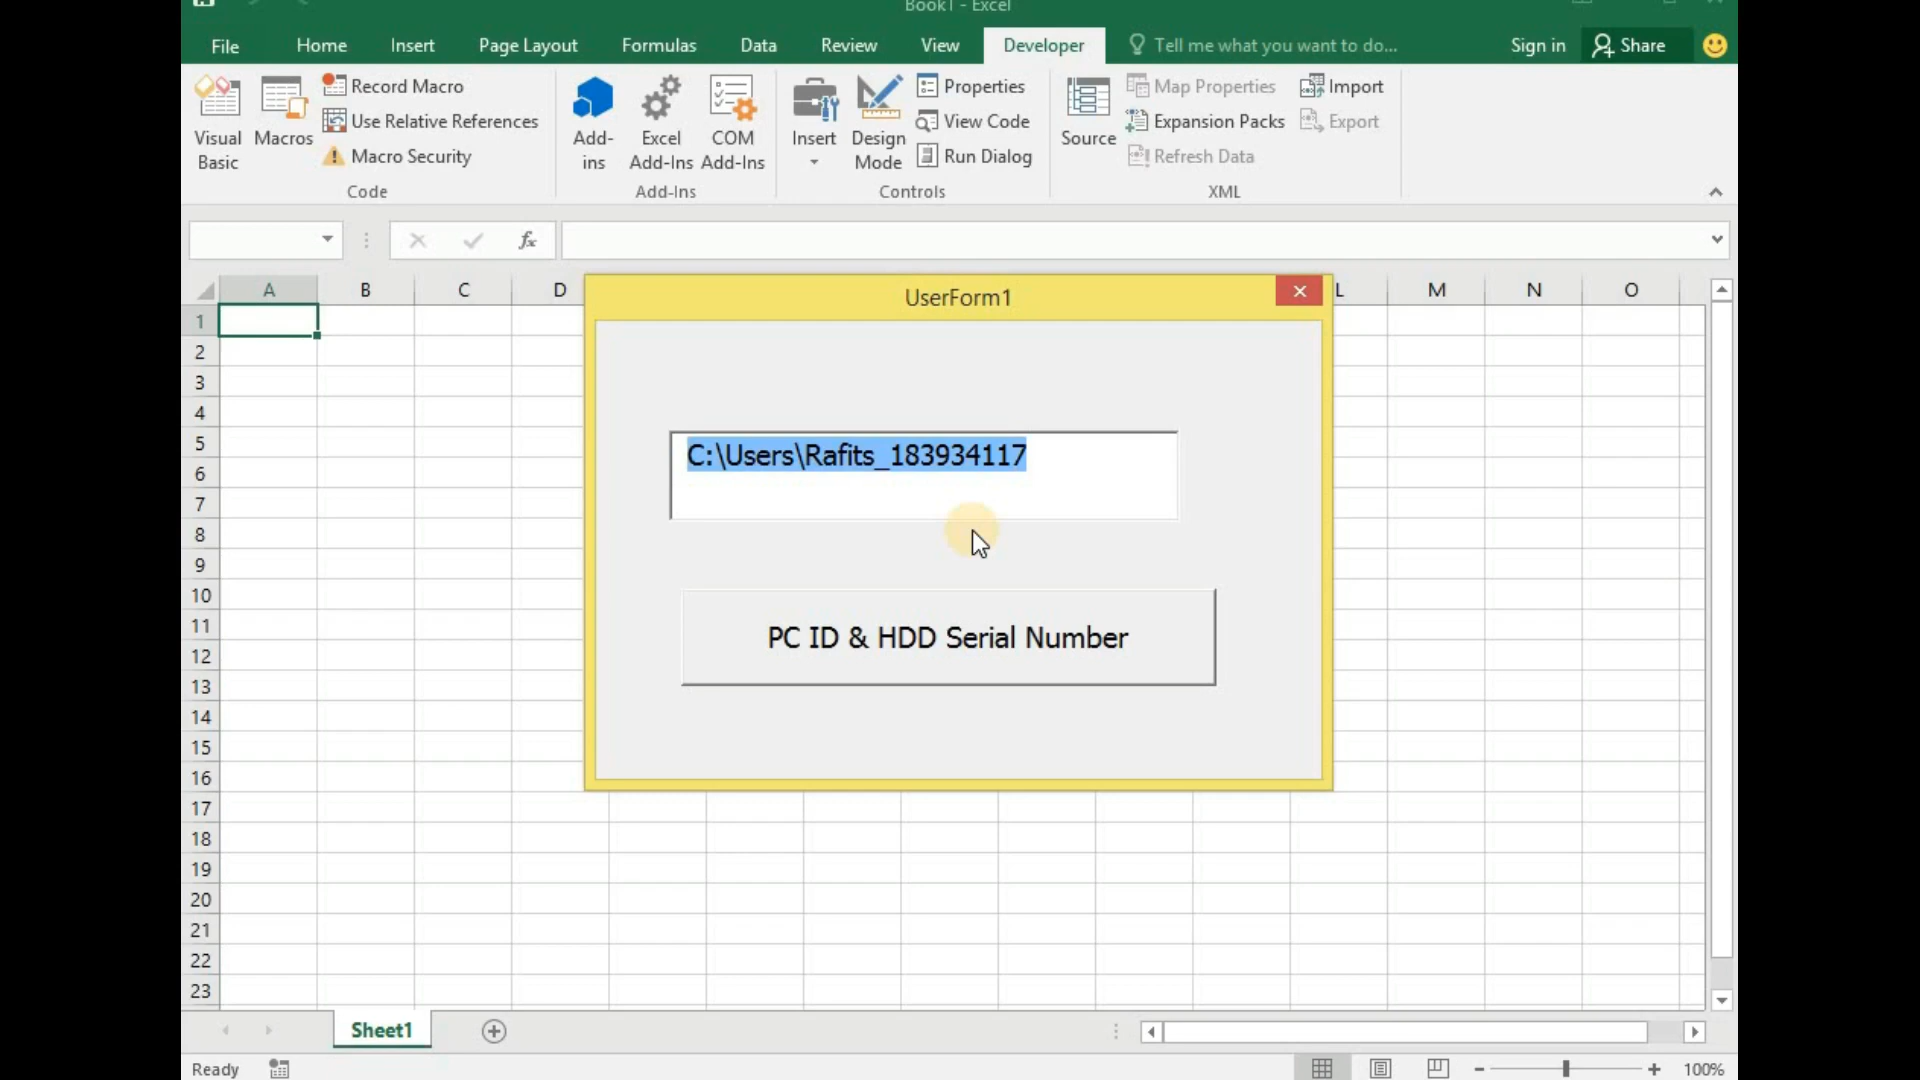 Book1 - Excel
File Home Insert Page Layout Formulas Data Review View Developer Tell me what you want to do... Sign in Share
Visual Basic
Macros
Record Macro
Use Relative References
Macro Security
Code
Add-ins
Excel Add-Ins
COM Add-Ins
Add-Ins
Insert
Design Mode
Properties
View Code
Run Dialog
Controls
Source
Map Properties
Expansion Packs
Refresh Data
Import
Export
XML
fx
A B C D L M N O
1
2
3
4
5
6
7
8
9
10
11
12
13
14
15
16
17
18
19
20
21
22
23
UserForm1
C:\Users\Rafits_183934117
PC ID & HDD Serial Number
Sheet1
Ready
100%